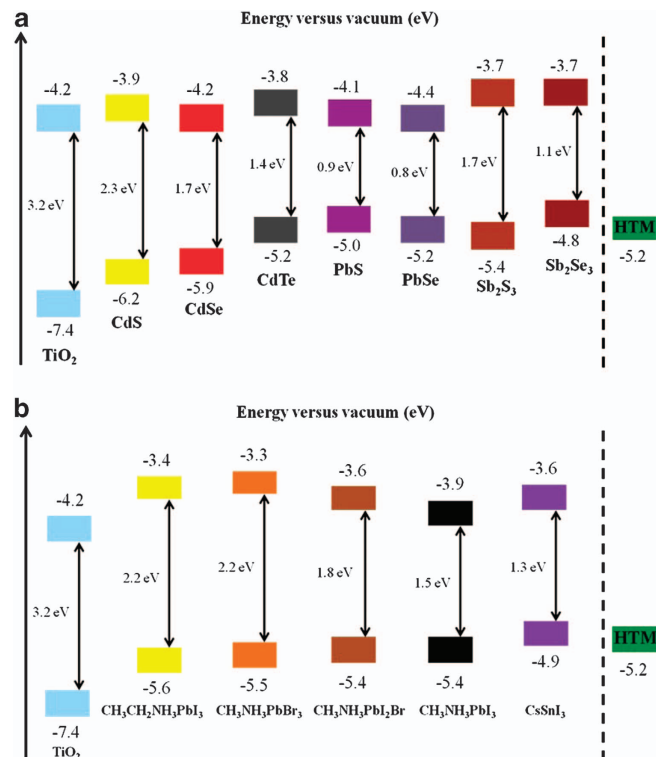 a
Energy versus vacuum (eV)
-4.2
-3.9
-4.2
-3.8
-4.1
-4.4
-3.7
-3.7
3.2 eV
2.3 eV
1.7 eV
1.4 eV
0.9 eV
0.8 eV
1.7 eV
1.1 eV
HTM
-5.2
-7.4
-6.2
-5.9
-5.2
-5.0
-5.2
-5.4
-4.8
TiO₂
CdS
CdSe
CdTe
PbS
PbSe
Sb₂S₃
Sb₂Se₃
b
Energy versus vacuum (eV)
-4.2
-3.4
-3.3
-3.6
-3.9
-3.6
3.2 eV
2.2 eV
2.2 eV
1.8 eV
1.5 eV
1.3 eV
HTM
-5.2
-7.4
-5.6
-5.5
-5.4
-5.4
-4.9
TiO₂
CH₃CH₂NH₃PbI₃
CH₃NH₃PbBr₃
CH₃NH₃PbI₂Br
CH₃NH₃PbI₃
CsSnI₃